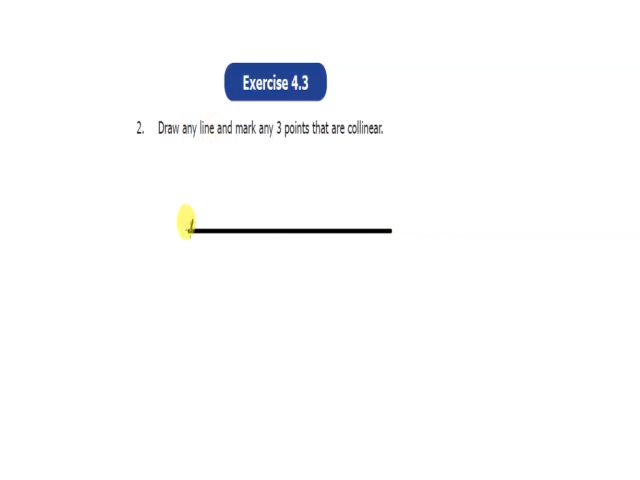 Exercise 4.3
2. Draw any line and mark any 3 points that are collinear.